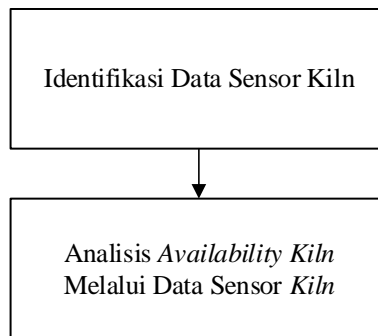 Identifikasi Data Sensor Kiln
Analisis Availability Kiln
Melalui Data Sensor Kiln